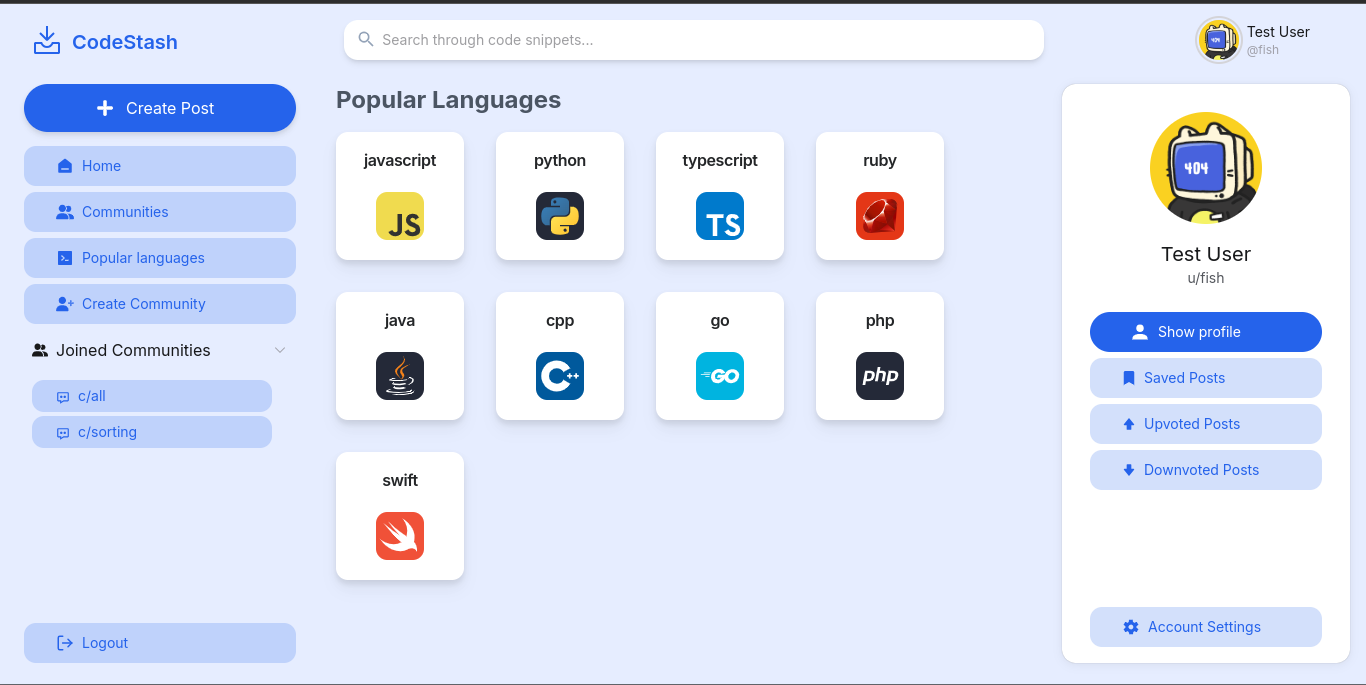 CodeStash
Search through code snippets...
Test User
@fish
Create Post
Home
Communities
Popular languages
Create Community
Joined Communities
c/all
c/sorting
Logout
Popular Languages
javascript
python
typescript
ruby
JS
TS
java
cpp
go
php
C++
GO
php
swift
404
Test User
u/fish
Show profile
Saved Posts
Upvoted Posts
Downvoted Posts
Account Settings